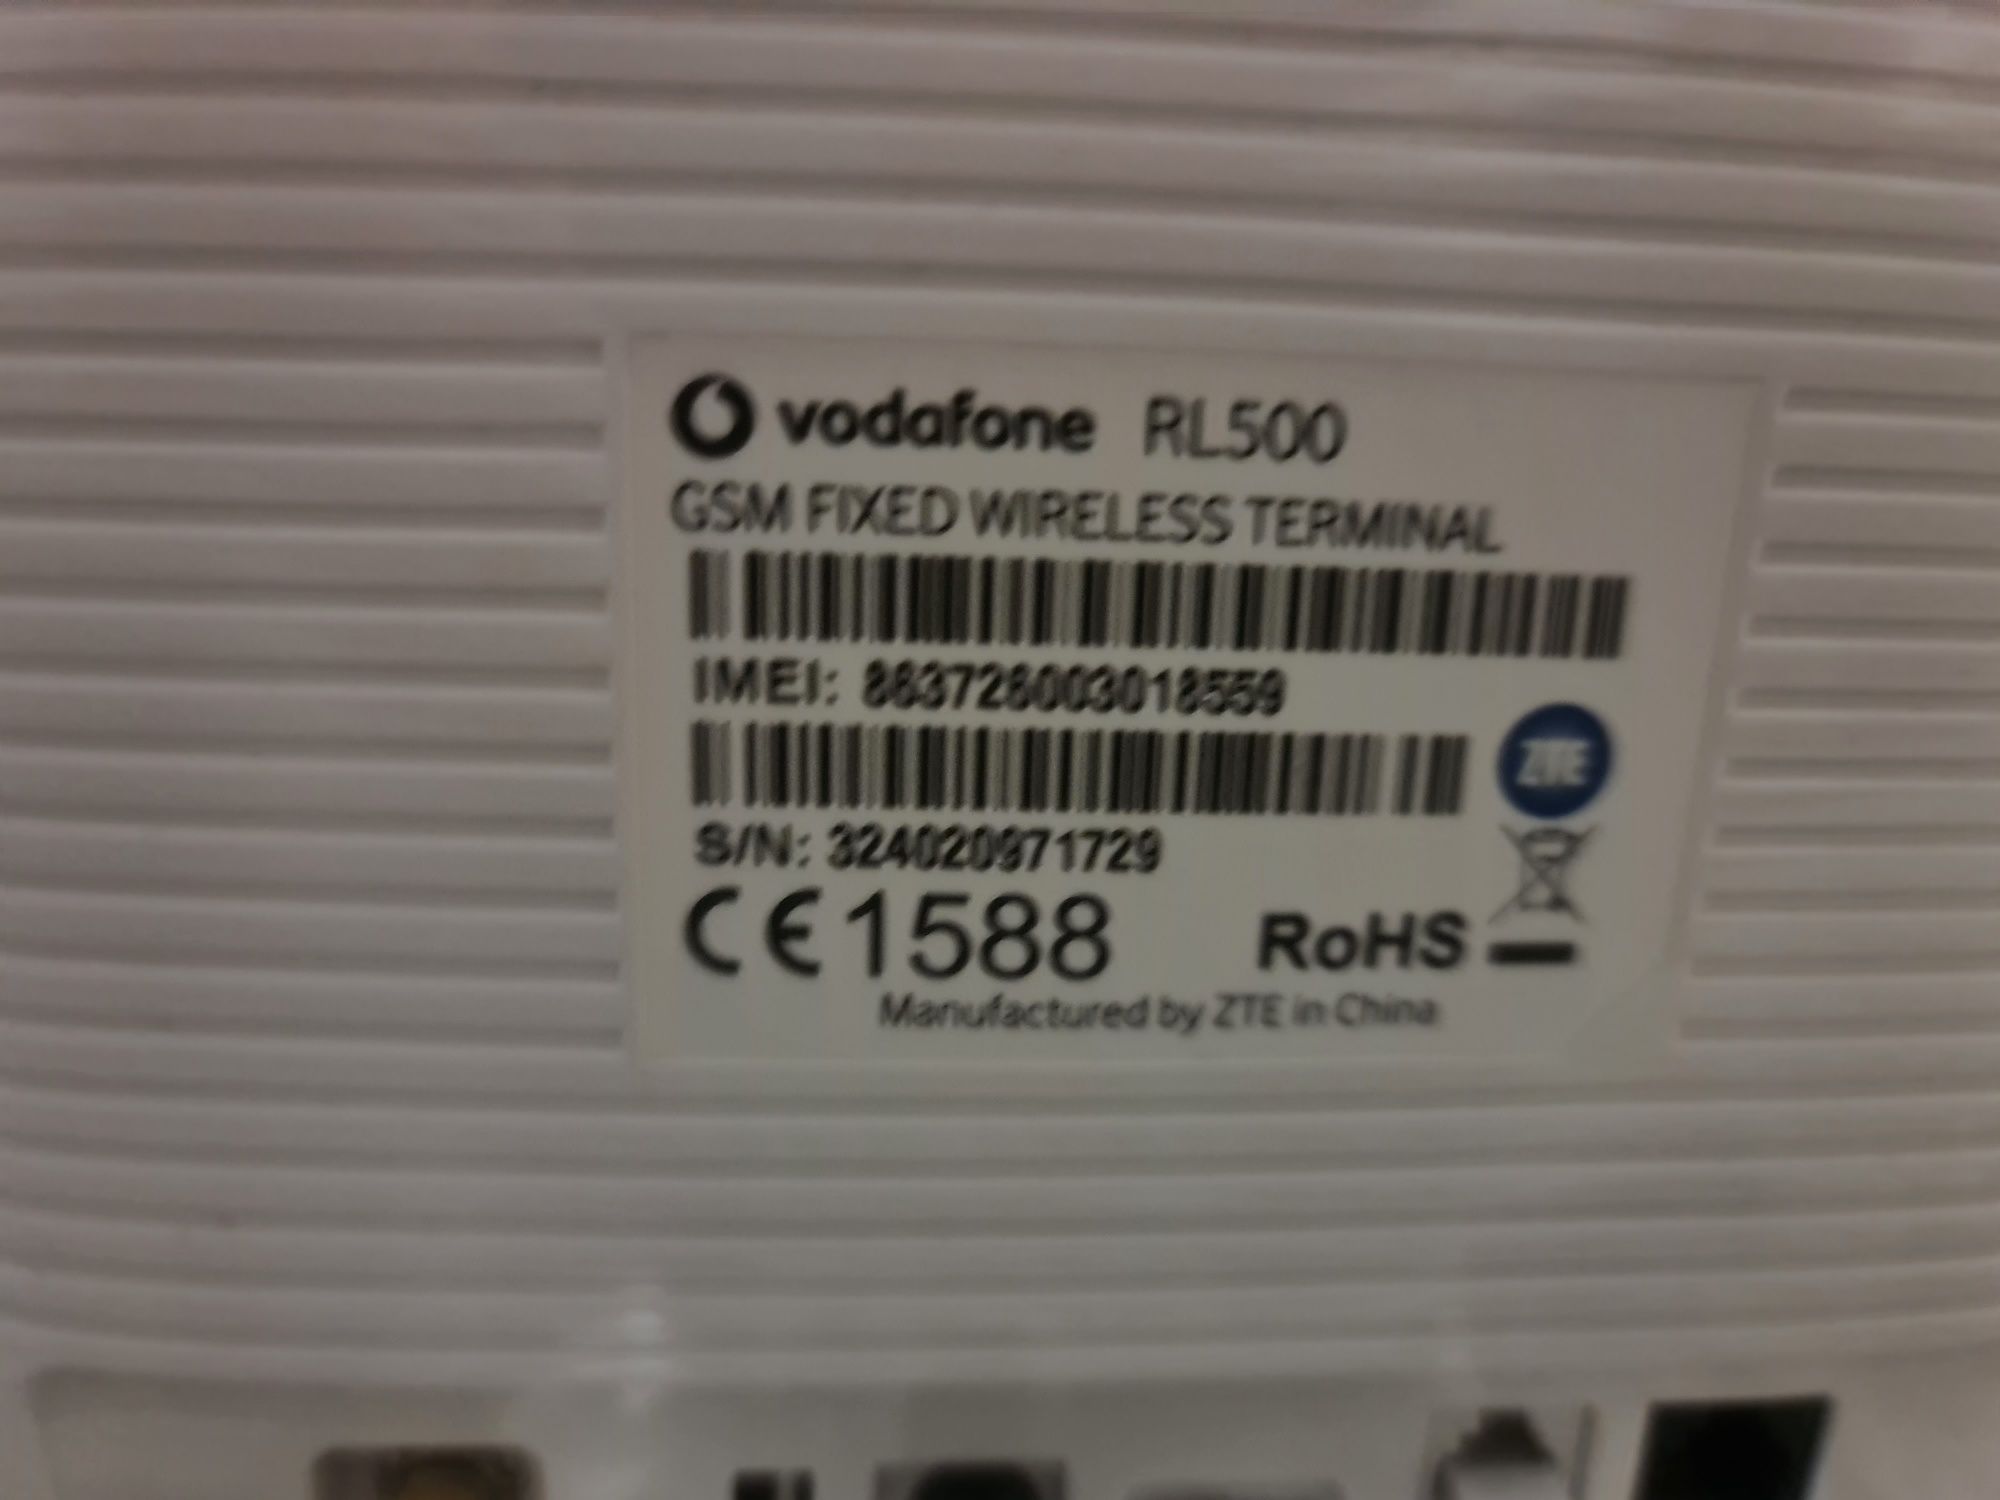 vodafone RL500
GSM FIXED WIRELESS TERMINAL
IMEI: 863728003018559
S/N: 324020971729
CE1588
ZTE
RoHS
Manufactured by ZTE in China